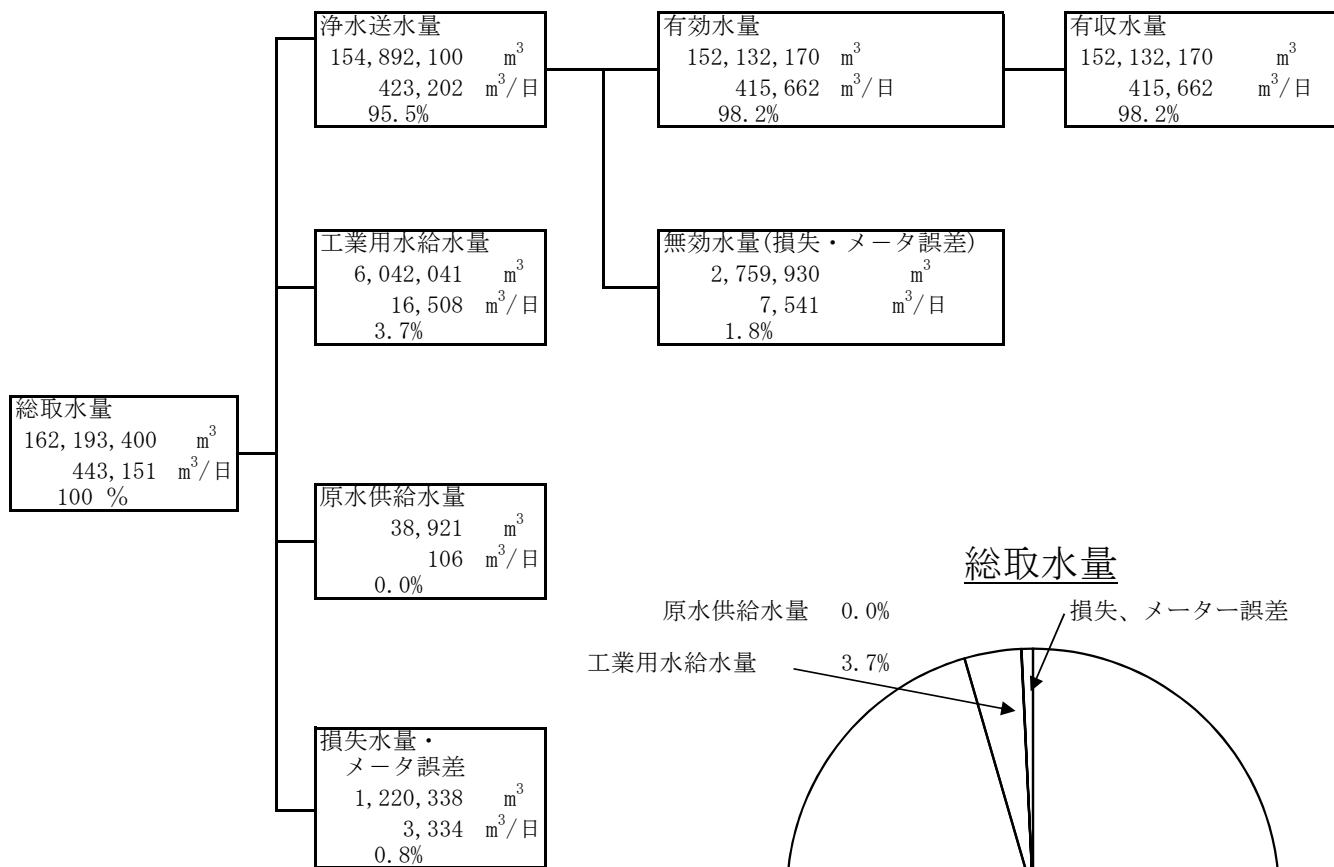 浄水送水量
154,892,100 m³
423,202 m³/日
95.5%
有効水量
152,132,170 m³
415,662 m³/日
98.2%
有収水量
152,132,170 m³
415,662 m³/日
98.2%
工業用水給水量
6,042,041 m³
16,508 m³/日
3.7%
無効水量(損失・メータ誤差)
2,759,930 m³
7,541 m³/日
1.8%
総取水量
162,193,400 m³
443,151 m³/日
100 %
原水供給水量
38,921 m³
106 m³/日
0.0%
損失水量・
メータ誤差
1,220,338 m³
3,334 m³/日
0.8%
総取水量
原水供給水量 0.0%
損失、メーター誤差
工業用水給水量 3.7%